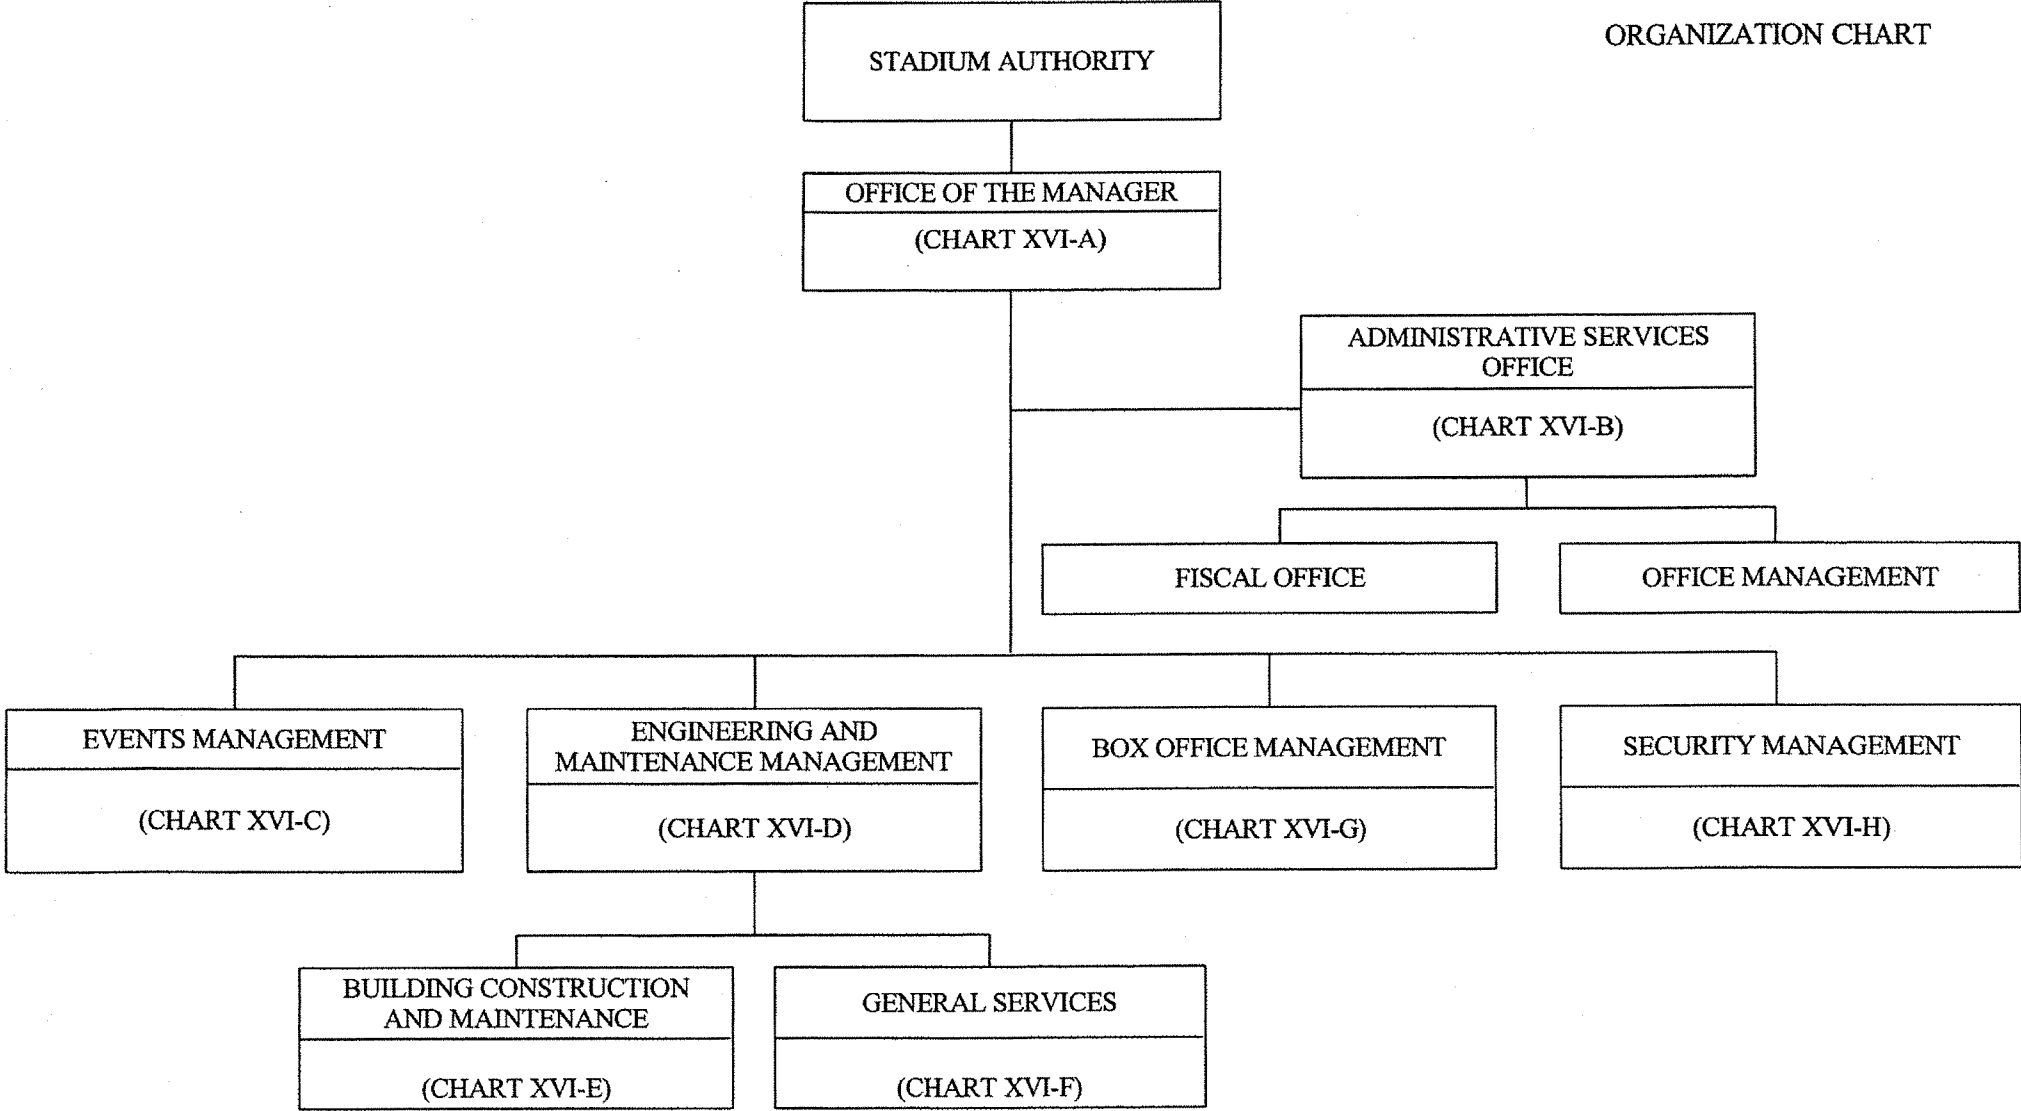 ORGANIZATION CHART
STADIUM AUTHORITY
OFFICE OF THE MANAGER
(CHART XVI-A)
ADMINISTRATIVE SERVICES
OFFICE
(CHART XVI-B)
FISCAL OFFICE
OFFICE MANAGEMENT
EVENTS MANAGEMENT
(CHART XVI-C)
ENGINEERING AND
MAINTENANCE MANAGEMENT
(CHART XVI-D)
BOX OFFICE MANAGEMENT
(CHART XVI-G)
SECURITY MANAGEMENT
(CHART XVI-H)
BUILDING CONSTRUCTION
AND MAINTENANCE
(CHART XVI-E)
GENERAL SERVICES
(CHART XVI-F)